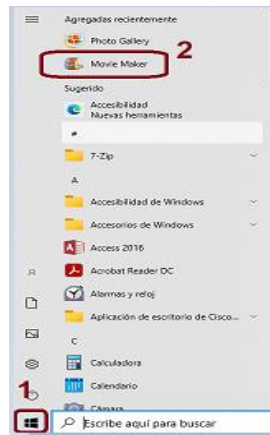 Agregadas recientemente
Photo Gallery
2
Movie Maker
Sugerido
Accesibilidad
Nuevas herramientas
#
7-Zip
A
Accesibilidad de Windows
Accesorios de Windows
Access 2016
Acrobat Reader DC
Alarmas y reloj
Aplicación de escritorio de Cisco...
C
Calculadora
Calendario
1
Cámara
Escribe aquí para buscar